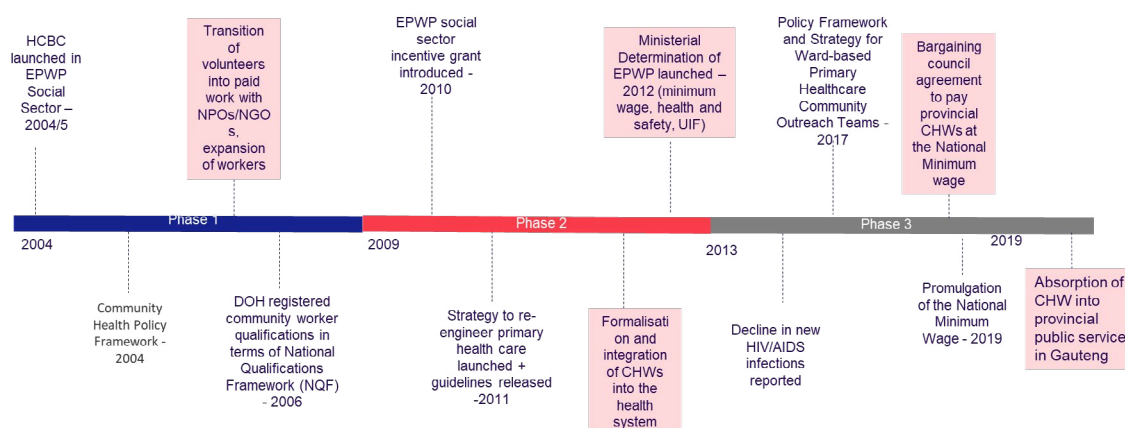 HCBC
launched in
EPWP
Social
Sector –
2004/5
Transition
of
volunteers
into paid
work with
NPOs/NGO
s,
expansion
of workers
EPWP social
sector
incentive grant
introduced -
2010
Ministerial
Determination of
EPWP launched –
2012 (minimum
wage, health and
safety, UIF)
Policy Framework
and Strategy for
Ward-based
Primary
Healthcare
Community
Outreach Teams -
2017
Bargaining
council
agreement
to pay
provincial
CHWs at
the National
Minimum
wage
Phase 1
Phase 2
Phase 3
2004
2009
2013
2019
Community
Health Policy
Framework -
2004
DOH registered
community worker
qualifications in
terms of National
Qualifications
Framework (NQF)
- 2006
Strategy to re-
engineer primary
health care
launched +
guidelines released
-2011
Formalisati
on and
integration
of CHWs
into the
health
system
Decline in new
HIV/AIDS
infections
reported
Promulgation
of the National
Minimum
Wage - 2019
Absorption of
CHW into
provincial
public service
in Gauteng